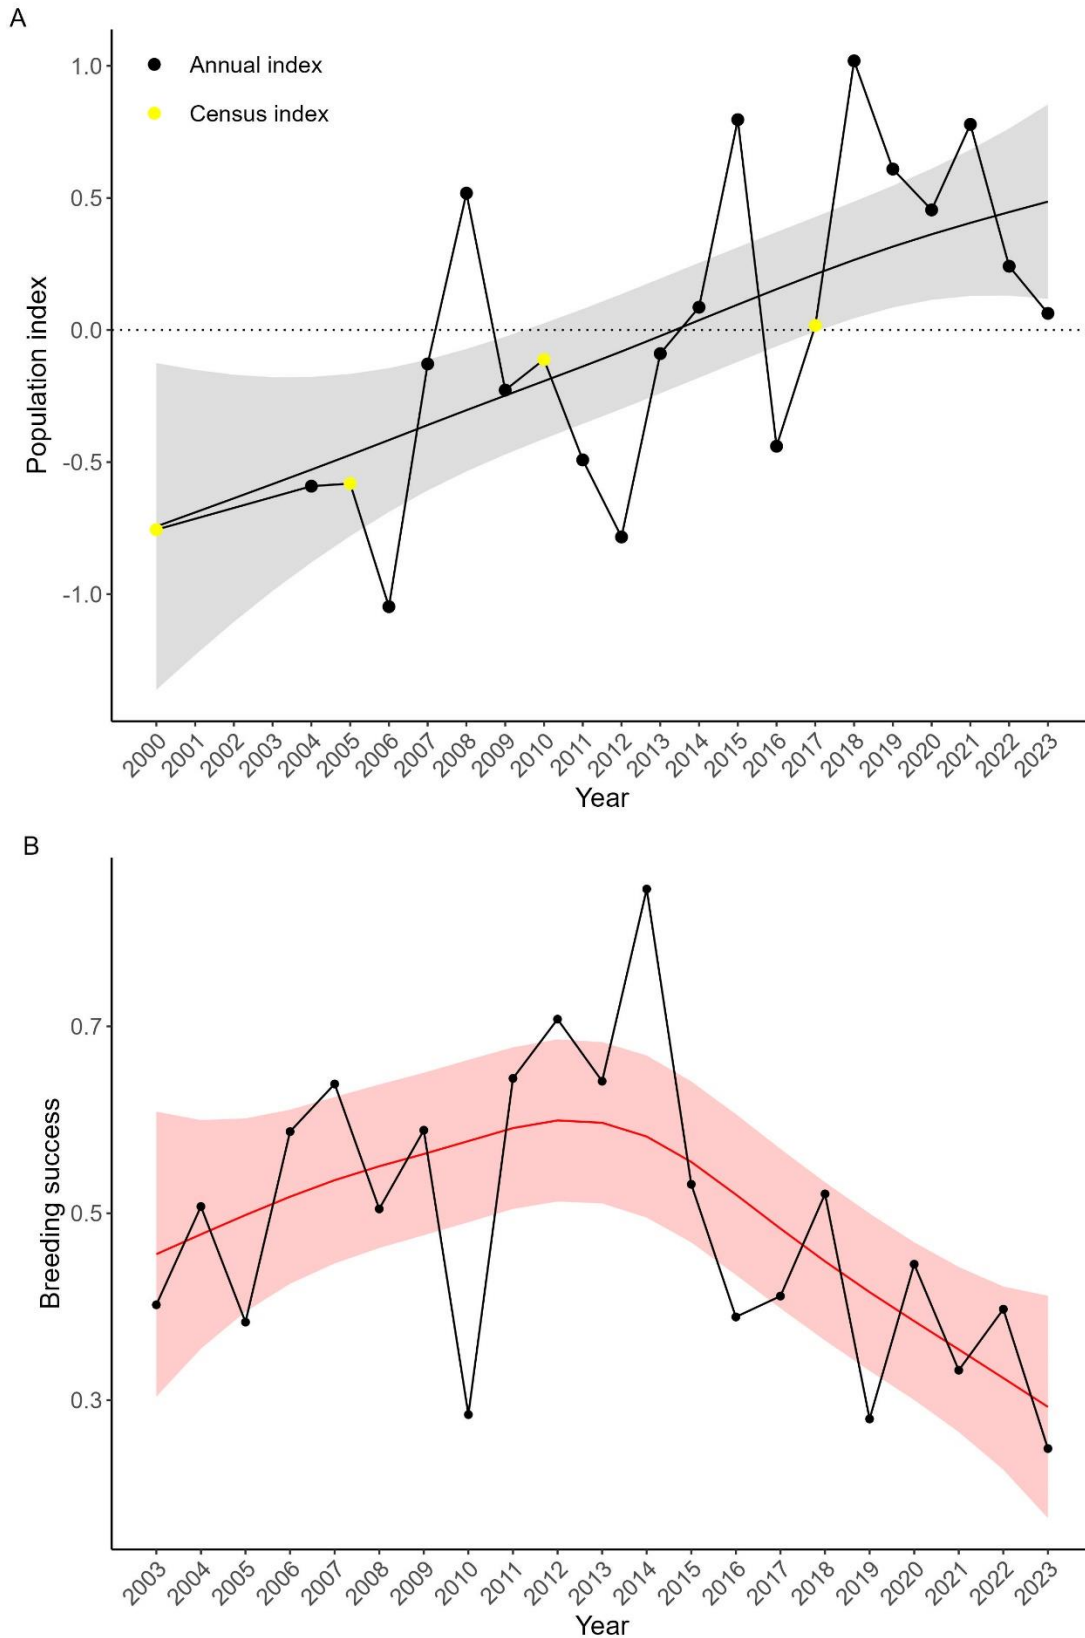 A
Annual index
Census index
1.0
0.5
0.0
-0.5
-1.0
Population index
2000 2001 2002 2003 2004 2005 2006 2007 2008 2009 2010 2011 2012 2013 2014 2015 2016 2017 2018 2019 2020 2021 2022 2023
Year
B
0.7
0.5
0.3
Breeding success
2003 2004 2005 2006 2007 2008 2009 2010 2011 2012 2013 2014 2015 2016 2017 2018 2019 2020 2021 2022 2023
Year